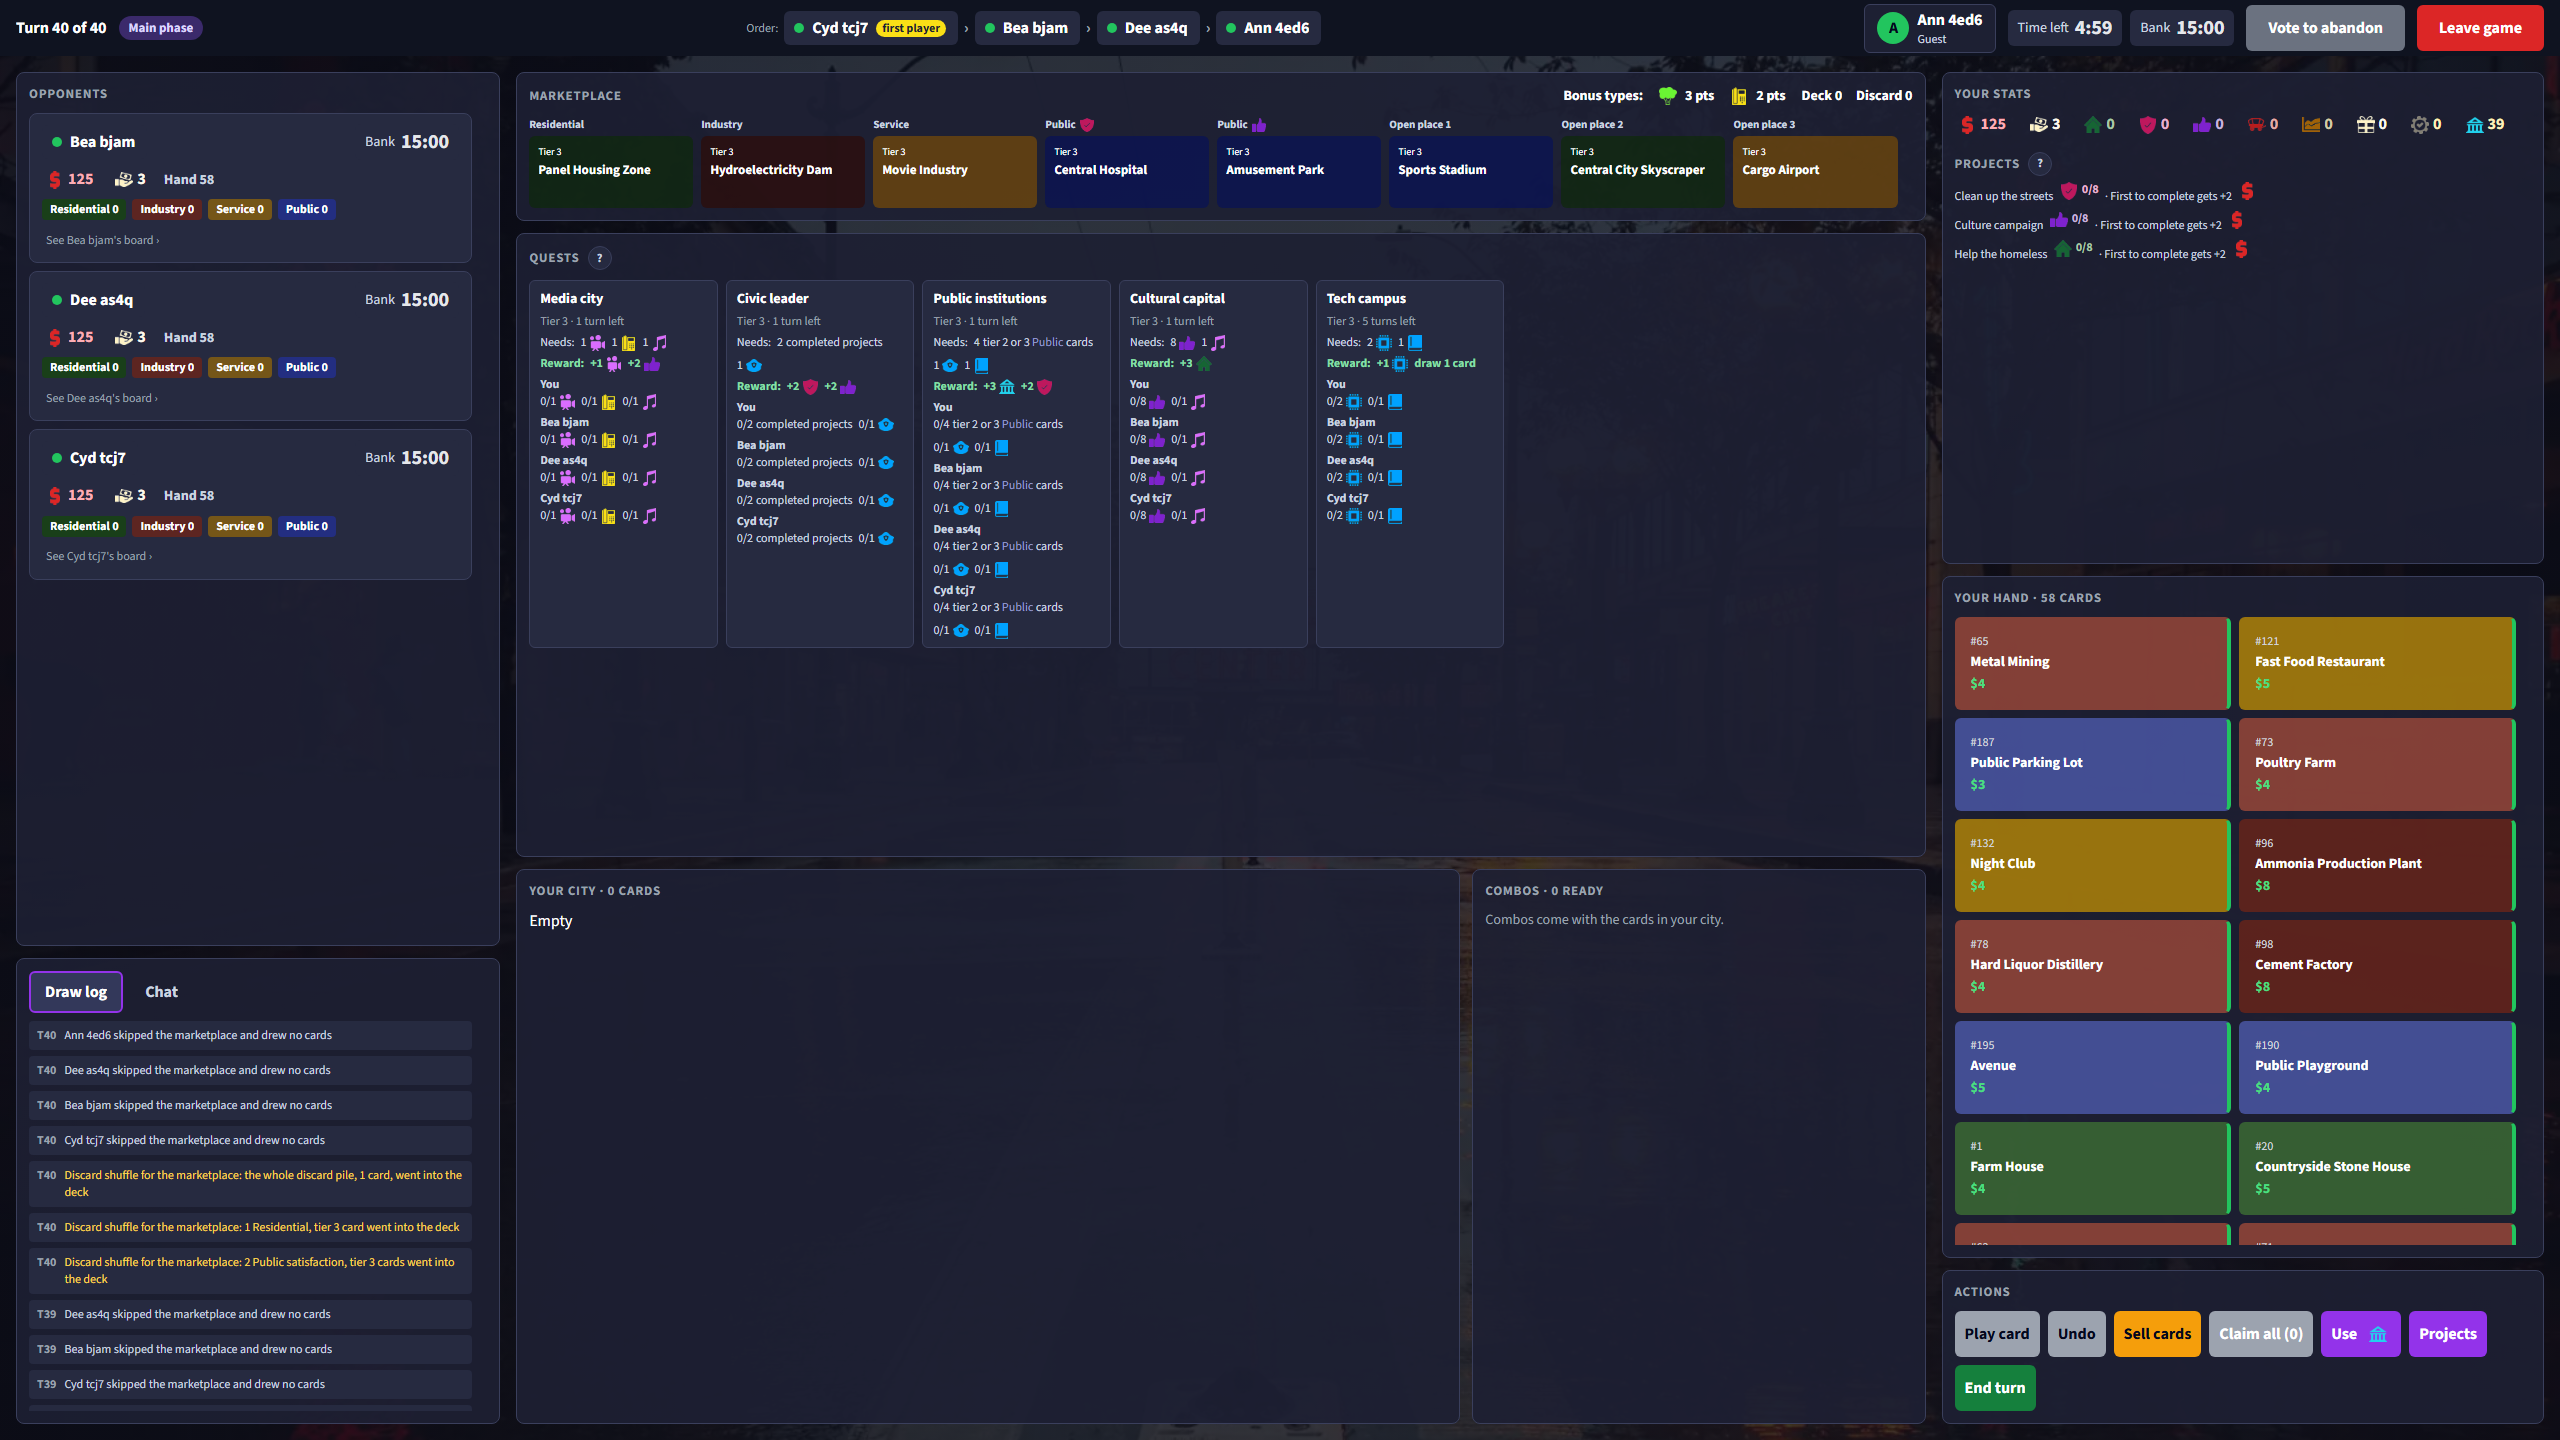 Turn 40 of 40 Main phase
Order: Cyd tcj7 first player › Bea bjam › Dee as4q › Ann 4ed6
A Ann 4ed6
Guest
Time left 4:59
Bank 15:00
Vote to abandon
Leave game
OPPONENTS
Bea bjam Bank 15:00
125 3 Hand 58
Residential 0 Industry 0 Service 0 Public 0
See Bea bjam's board ›
Dee as4q Bank 15:00
125 3 Hand 58
Residential 0 Industry 0 Service 0 Public 0
See Dee as4q's board ›
Cyd tcj7 Bank 15:00
125 3 Hand 58
Residential 0 Industry 0 Service 0 Public 0
See Cyd tcj7's board ›
Draw log Chat
T40 Ann 4ed6 skipped the marketplace and drew no cards
T40 Dee as4q skipped the marketplace and drew no cards
T40 Bea bjam skipped the marketplace and drew no cards
T40 Cyd tcj7 skipped the marketplace and drew no cards
T40 Discard shuffle for the marketplace: the whole discard pile, 1 card, went into the
deck
T40 Discard shuffle for the marketplace: 1 Residential, tier 3 card went into the deck
T40 Discard shuffle for the marketplace: 2 Public satisfaction, tier 3 cards went into
the deck
T39 Dee as4q skipped the marketplace and drew no cards
T39 Bea bjam skipped the marketplace and drew no cards
T39 Cyd tcj7 skipped the marketplace and drew no cards
MARKETPLACE
Bonus types: 3 pts 2 pts Deck 0 Discard 0
Residential
Tier 3
Panel Housing Zone
Industry
Tier 3
Hydroelectricity Dam
Service
Tier 3
Movie Industry
Public
Tier 3
Central Hospital
Public
Tier 3
Amusement Park
Open place 1
Tier 3
Sports Stadium
Open place 2
Tier 3
Central City Skyscraper
Open place 3
Tier 3
Cargo Airport
QUESTS ?
Media city
Tier 3 · 1 turn left
Needs: 1 1 1
Reward: +1 +2
You
0/1 0/1 0/1
Bea bjam
0/1 0/1 0/1
Dee as4q
0/1 0/1 0/1
Cyd tcj7
0/1 0/1 0/1
Civic leader
Tier 3 · 1 turn left
Needs: 2 completed projects
1
Reward: +2 +2
You
0/2 completed projects 0/1
Bea bjam
0/2 completed projects 0/1
Dee as4q
0/2 completed projects 0/1
Cyd tcj7
0/2 completed projects 0/1
Public institutions
Tier 3 · 1 turn left
Needs: 4 tier 2 or 3 Public cards
1 1
Reward: +3 +2
You
0/4 tier 2 or 3 Public cards
0/1 0/1
Bea bjam
0/4 tier 2 or 3 Public cards
0/1 0/1
Dee as4q
0/4 tier 2 or 3 Public cards
0/1 0/1
Cyd tcj7
0/4 tier 2 or 3 Public cards
0/1 0/1
Cultural capital
Tier 3 · 1 turn left
Needs: 8 1
Reward: +3
You
0/8 0/1
Bea bjam
0/8 0/1
Dee as4q
0/8 0/1
Cyd tcj7
0/8 0/1
Tech campus
Tier 3 · 5 turns left
Needs: 2 1
Reward: +1 draw 1 card
You
0/2 0/1
Bea bjam
0/2 0/1
Dee as4q
0/2 0/1
Cyd tcj7
0/2 0/1
YOUR CITY · 0 CARDS
Empty
COMBOS · 0 READY
Combos come with the cards in your city.
YOUR STATS
125 3 0 0 0 0 0 0 0 39
PROJECTS ?
Clean up the streets 0/8 · First to complete gets +2
Culture campaign 0/8 · First to complete gets +2
Help the homeless 0/8 · First to complete gets +2
YOUR HAND · 58 CARDS
#65
Metal Mining
$4
#121
Fast Food Restaurant
$5
#187
Public Parking Lot
$3
#73
Poultry Farm
$4
#132
Night Club
$4
#96
Ammonia Production Plant
$8
#78
Hard Liquor Distillery
$4
#98
Cement Factory
$8
#195
Avenue
$5
#190
Public Playground
$4
#1
Farm House
$4
#20
Countryside Stone House
$5
ACTIONS
Play card Undo Sell cards Claim all (0) Use Projects
End turn